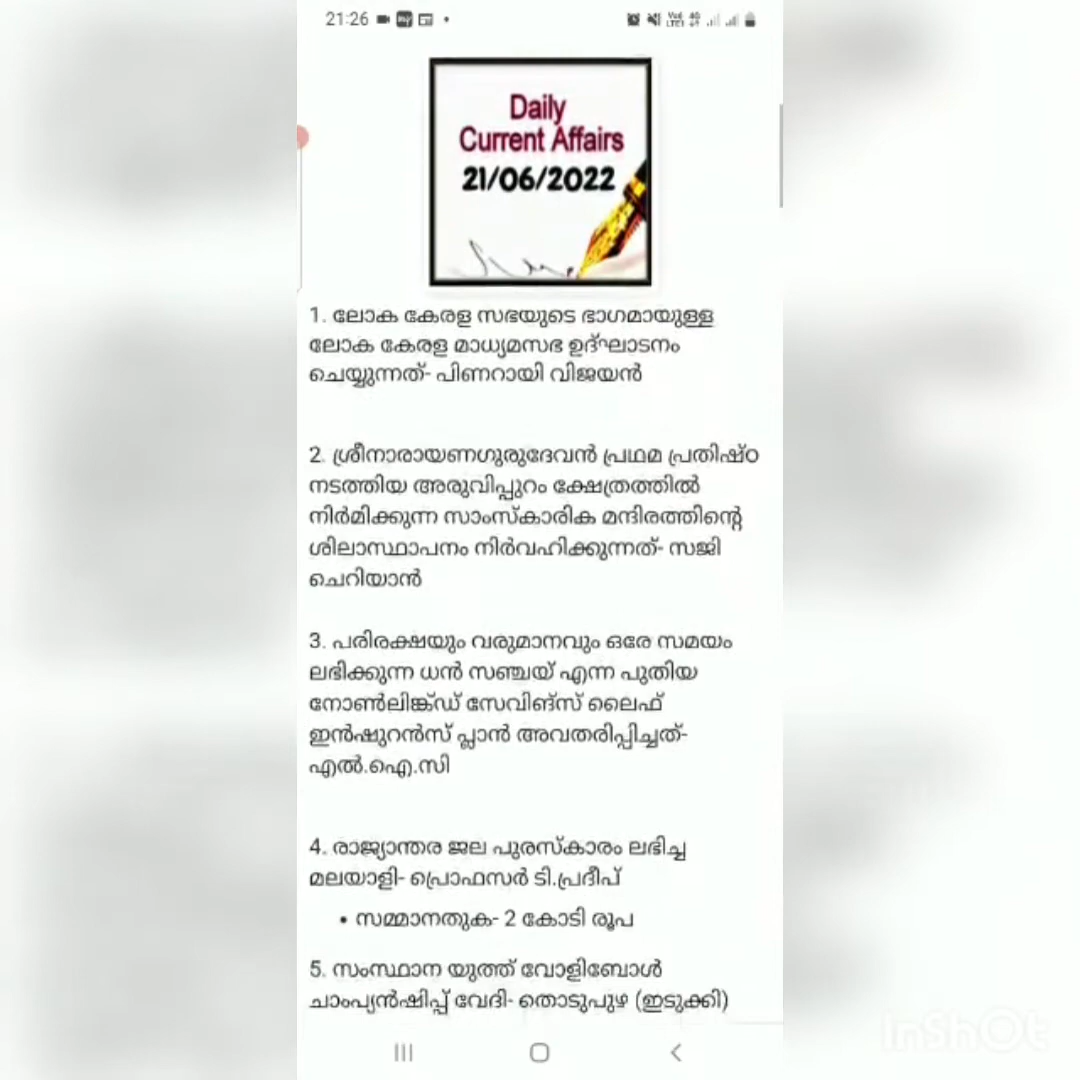 21:26
Daily
Current Affairs
21/06/2022
1. ലോക കേരള സഭയുടെ ഭാഗമായുള്ള
ലോക കേരള മാധ്യമസഭ ഉദ്ഘാടനം
ചെയ്യുന്നത്- പിണറായി വിജയൻ
2. ശ്രീനാരായണഗുരുദേവൻ പ്രഥമ പ്രതിഷ്ഠ
നടത്തിയ അരുവിപ്പുറം ക്ഷേത്രത്തിൽ
നിർമിക്കുന്ന സാംസ്കാരിക മന്ദിരത്തിന്റെ
ശിലാസ്ഥാപനം നിർവഹിക്കുന്നത്- സജി
ചെറിയാൻ
3. പരിരക്ഷയും വരുമാനവും ഒരേ സമയം
ലഭിക്കുന്ന ധൻ സഞ്ചയ് എന്ന പുതിയ
നോൺലിങ്ക്ഡ് സേവിങ്സ് ലൈഫ്
ഇൻഷുറൻസ് പ്ലാൻ അവതരിപ്പിച്ചത്-
എൽ.ഐ.സി
4. രാജ്യാന്തര ജല പുരസ്കാരം ലഭിച്ച
മലയാളി- പ്രൊഫസർ ടി.പ്രദീപ്
• സമ്മാനതുക- 2 കോടി രൂപ
5. സംസ്ഥാന യൂത്ത് വോളിബോൾ
ചാംപ്യൻഷിപ്പ് വേദി- തൊടുപുഴ (ഇടുക്കി)
InShOt